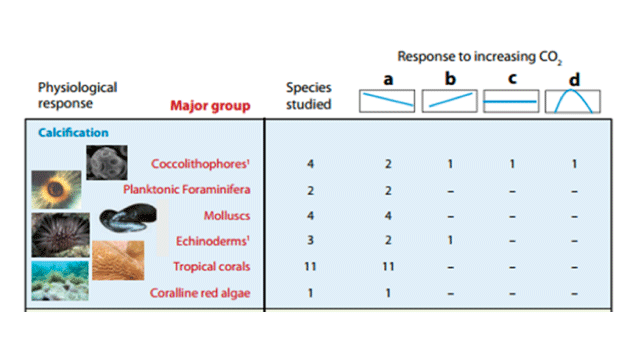 Response to increasing CO2
a b c d
Physiological response Major group Species studied
Calcification
Coccolithophores¹ 4 2 1 1 1
Planktonic Foraminifera 2 2 – – –
Molluscs 4 4 – – –
Echinoderms¹ 3 2 1 – –
Tropical corals 11 11 – – –
Coralline red algae 1 1 – – –